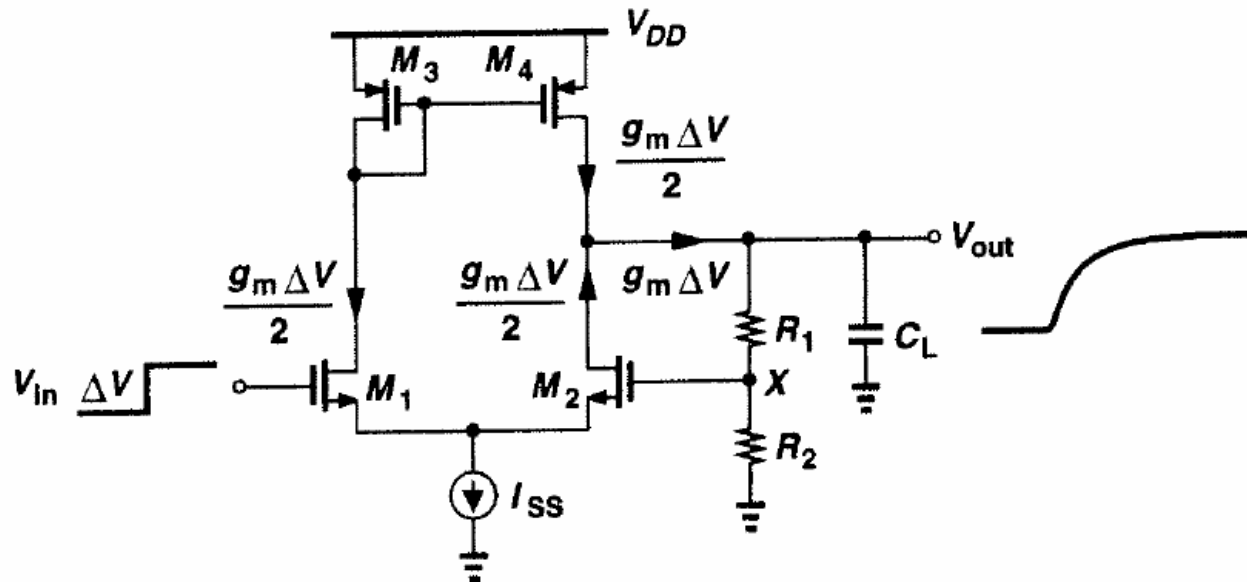 V_DD
M_3
M_4
g_m ΔV
2
g_m ΔV
2
g_m ΔV
2
g_m ΔV
V_out
R_1
C_L
V_in ΔV
M_1
M_2
X
R_2
I_SS